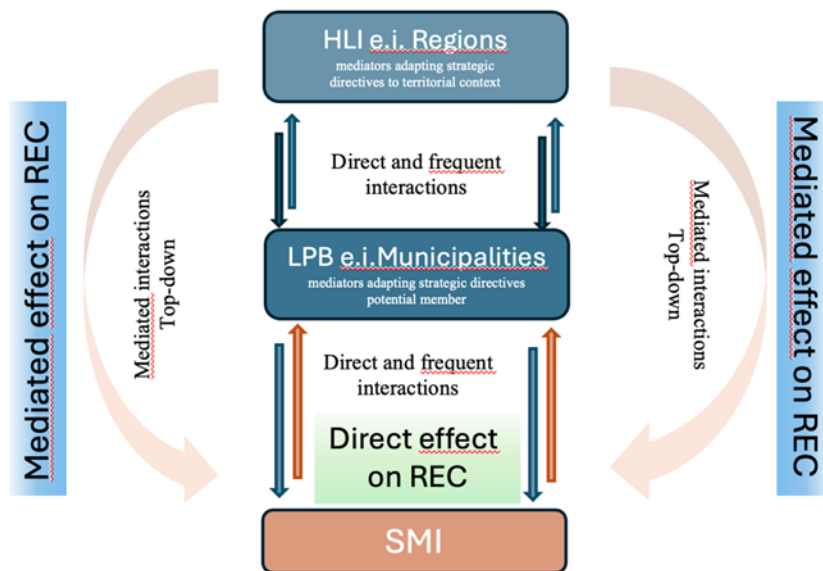 HLI e.i. Regions
mediators adapting strategic
directives to territorial context
Mediated effect on REC
Mediated interactions
Top-down
Direct and frequent
interactions
Mediated interactions
Top-down
Mediated effect on REC
LPB e.i.Municipalities
mediators adapting strategic directives
potential member
Direct and frequent
interactions
Direct effect
on REC
SMI